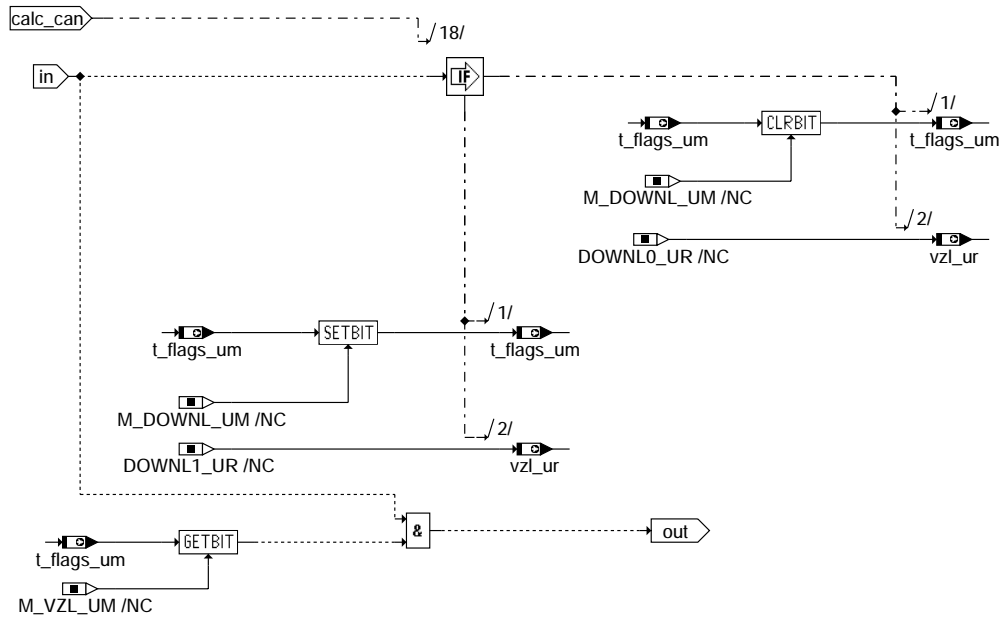 calc_can
/18/
in
IF
/1/
t_flags_um
CLRBIT
t_flags_um
M_DOWNL_UM /NC
/2/
DOWNL0_UR /NC
vzl_ur
/1/
t_flags_um
SETBIT
t_flags_um
M_DOWNL_UM /NC
/2/
DOWNL1_UR /NC
vzl_ur
&
out
t_flags_um
GETBIT
M_VZL_UM /NC